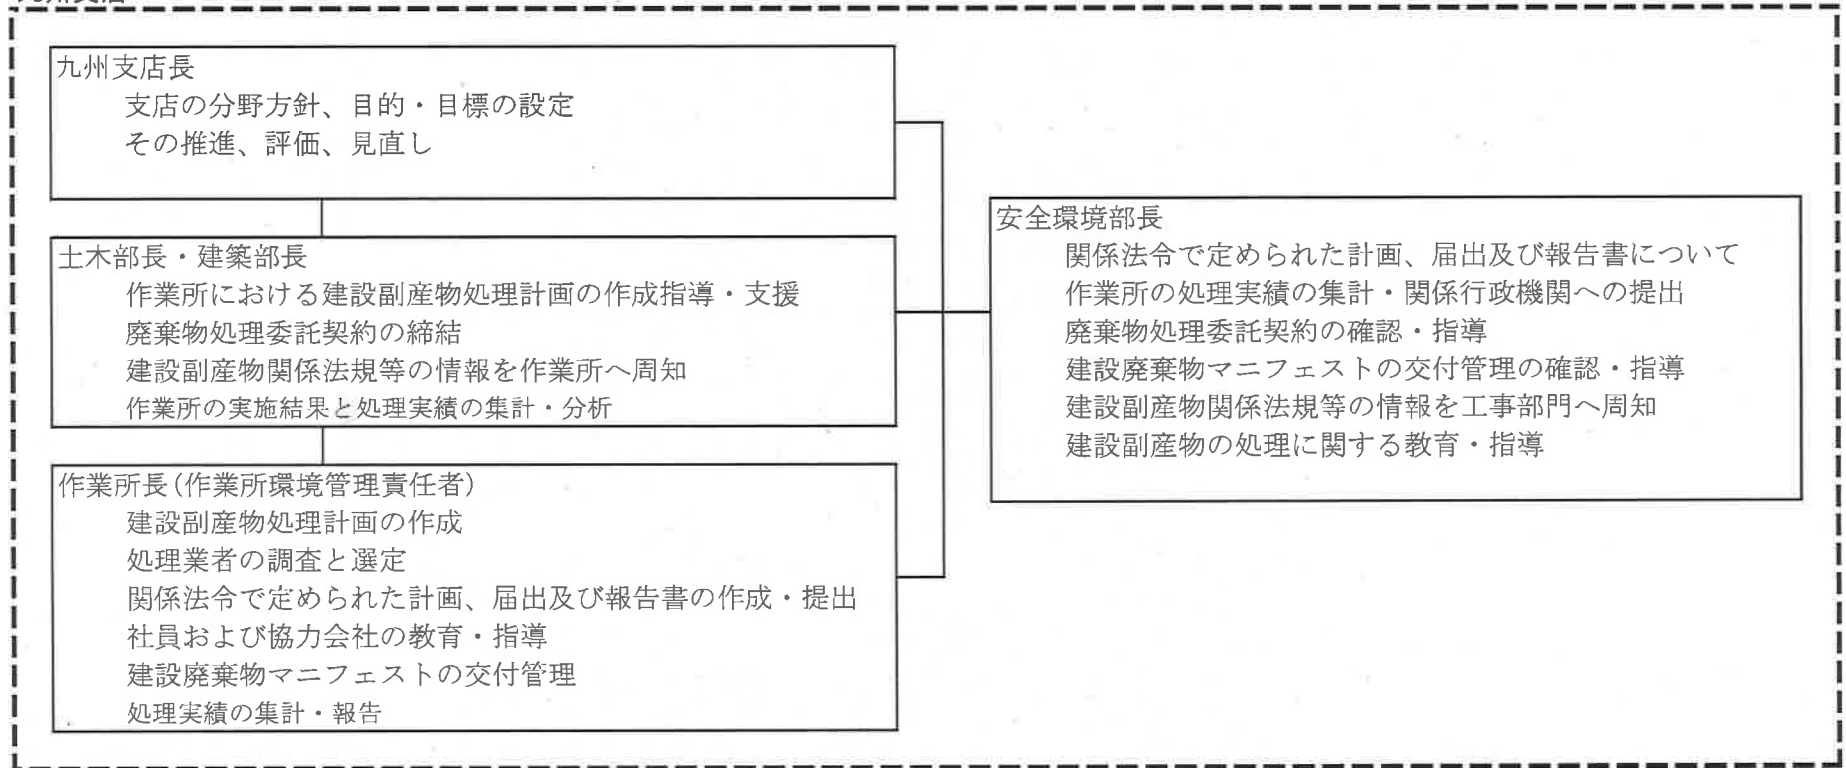 九州支店
九州支店長
支店の分野方針、目的・目標の設定
その推進、評価、見直し
土木部長・建築部長
作業所における建設副産物処理計画の作成指導・支援
廃棄物処理委託契約の締結
建設副産物関係法規等の情報を作業所へ周知
作業所の実施結果と処理実績の集計・分析
作業所長(作業所環境管理責任者)
建設副産物処理計画の作成
処理業者の調査と選定
関係法令で定められた計画、届出及び報告書の作成・提出
社員および協力会社の教育・指導
建設廃棄物マニフェストの交付管理
処理実績の集計・報告
安全環境部長
関係法令で定められた計画、届出及び報告書について
作業所の処理実績の集計・関係行政機関への提出
廃棄物処理委託契約の確認・指導
建設廃棄物マニフェストの交付管理の確認・指導
建設副産物関係法規等の情報を工事部門へ周知
建設副産物の処理に関する教育・指導